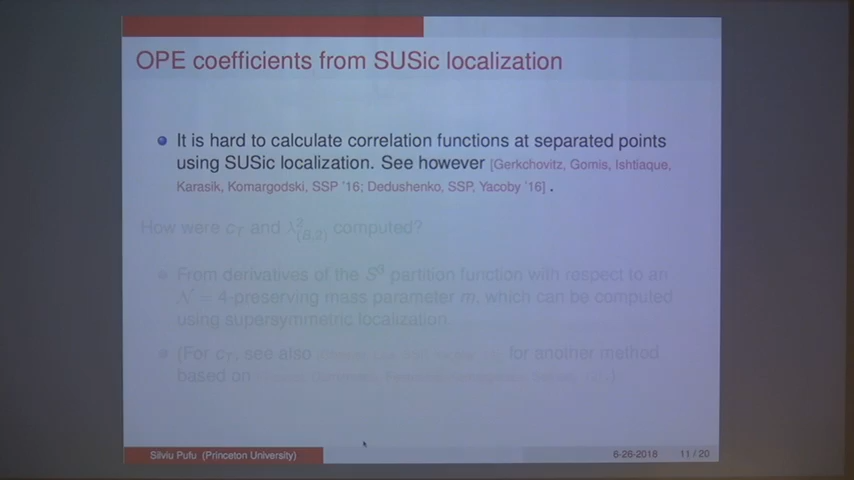 OPE coefficients from SUSic localization
It is hard to calculate correlation functions at separated points
using SUSic localization. See however [Gerkchovitz, Gomis, Ishtiaque,
Karasik, Komargodski, SSP '16; Dedushenko, SSP, Yacoby '16] .
How were c_T and λ²_(B,2) computed?
From derivatives of the S³ partition function with respect to an
𝒩 = 4-preserving mass parameter m, which can be computed
using supersymmetric localization.
(For c_T, see also for another method,
based on
Silviu Pufu (Princeton University)
6-26-2018
11 / 20